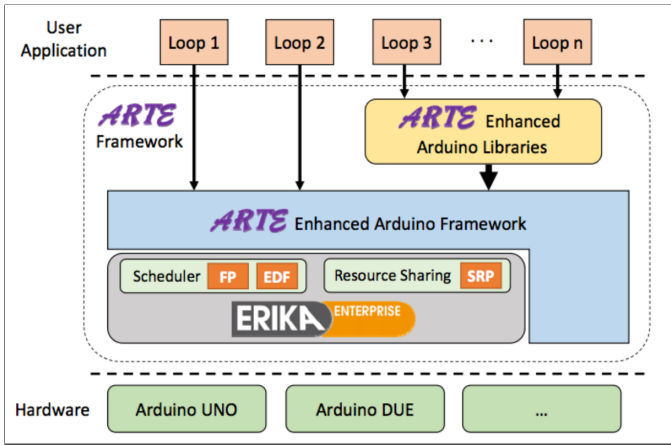 User
Application
Loop 1
Loop 2
Loop 3
...
Loop n
ARTE
Framework
ARTE Enhanced
Arduino Libraries
ARTE Enhanced Arduino Framework
Scheduler FP EDF
Resource Sharing SRP
ERIKA ENTERPRISE
Hardware
Arduino UNO
Arduino DUE
...